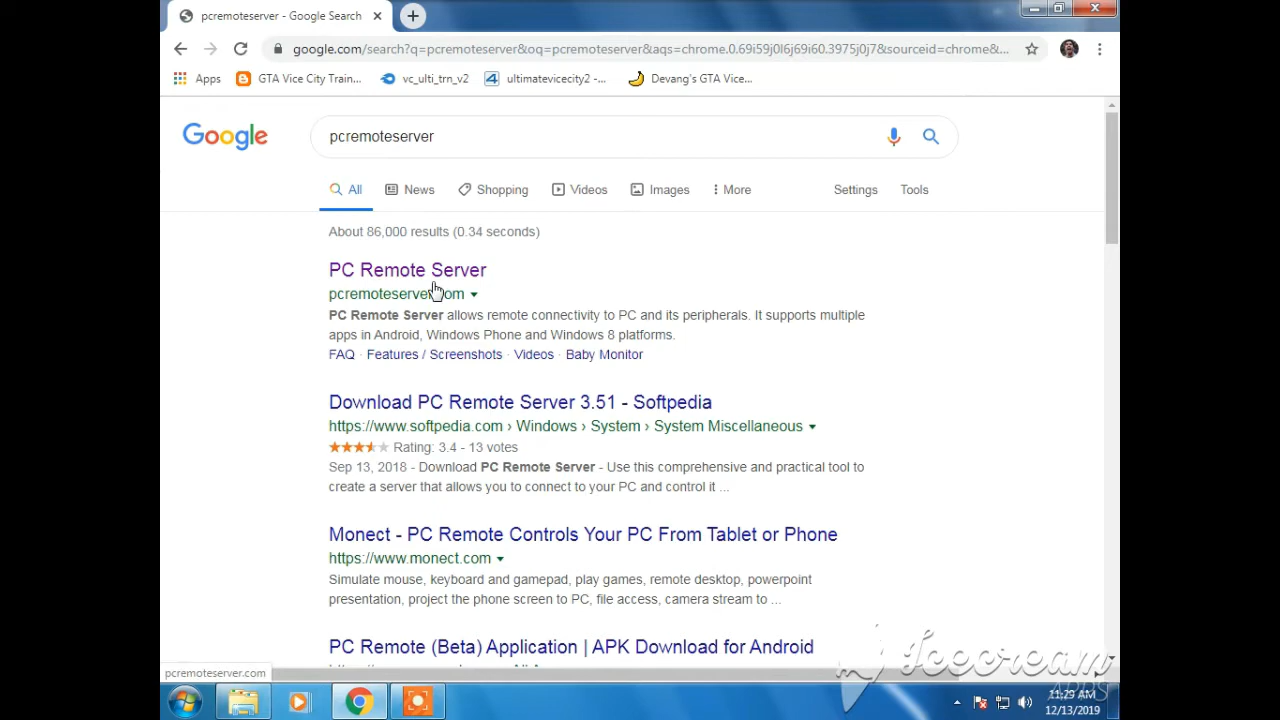 pcremoteserver - Google Search
google.com/search?q=pcremoteserver&oq=pcremoteserver&aqs=chrome.0.69i59j0l6j69i60.3975j0j7&sourceid=chrome&...
Apps GTA Vice City Train... vc_ulti_trn_v2 ultimatevicecity2 -... Devang's GTA Vice...
Google pcremoteserver
All News Shopping Videos Images More Settings Tools
About 86,000 results (0.34 seconds)
PC Remote Server
pcremoteserver.com
PC Remote Server allows remote connectivity to PC and its peripherals. It supports multiple
apps in Android, Windows Phone and Windows 8 platforms.
FAQ · Features / Screenshots · Videos · Baby Monitor
Download PC Remote Server 3.51 - Softpedia
https://www.softpedia.com › Windows › System › System Miscellaneous
Rating: 3.4 - 13 votes
Sep 13, 2018 - Download PC Remote Server - Use this comprehensive and practical tool to
create a server that allows you to connect to your PC and control it ...
Monect - PC Remote Controls Your PC From Tablet or Phone
https://www.monect.com
Simulate mouse, keyboard and gamepad, play games, remote desktop, powerpoint
presentation, project the phone screen to PC, file access, camera stream to ...
PC Remote (Beta) Application | APK Download for Android
pcremoteserver.com
Icecream
APPS
11:29 AM
12/13/2019